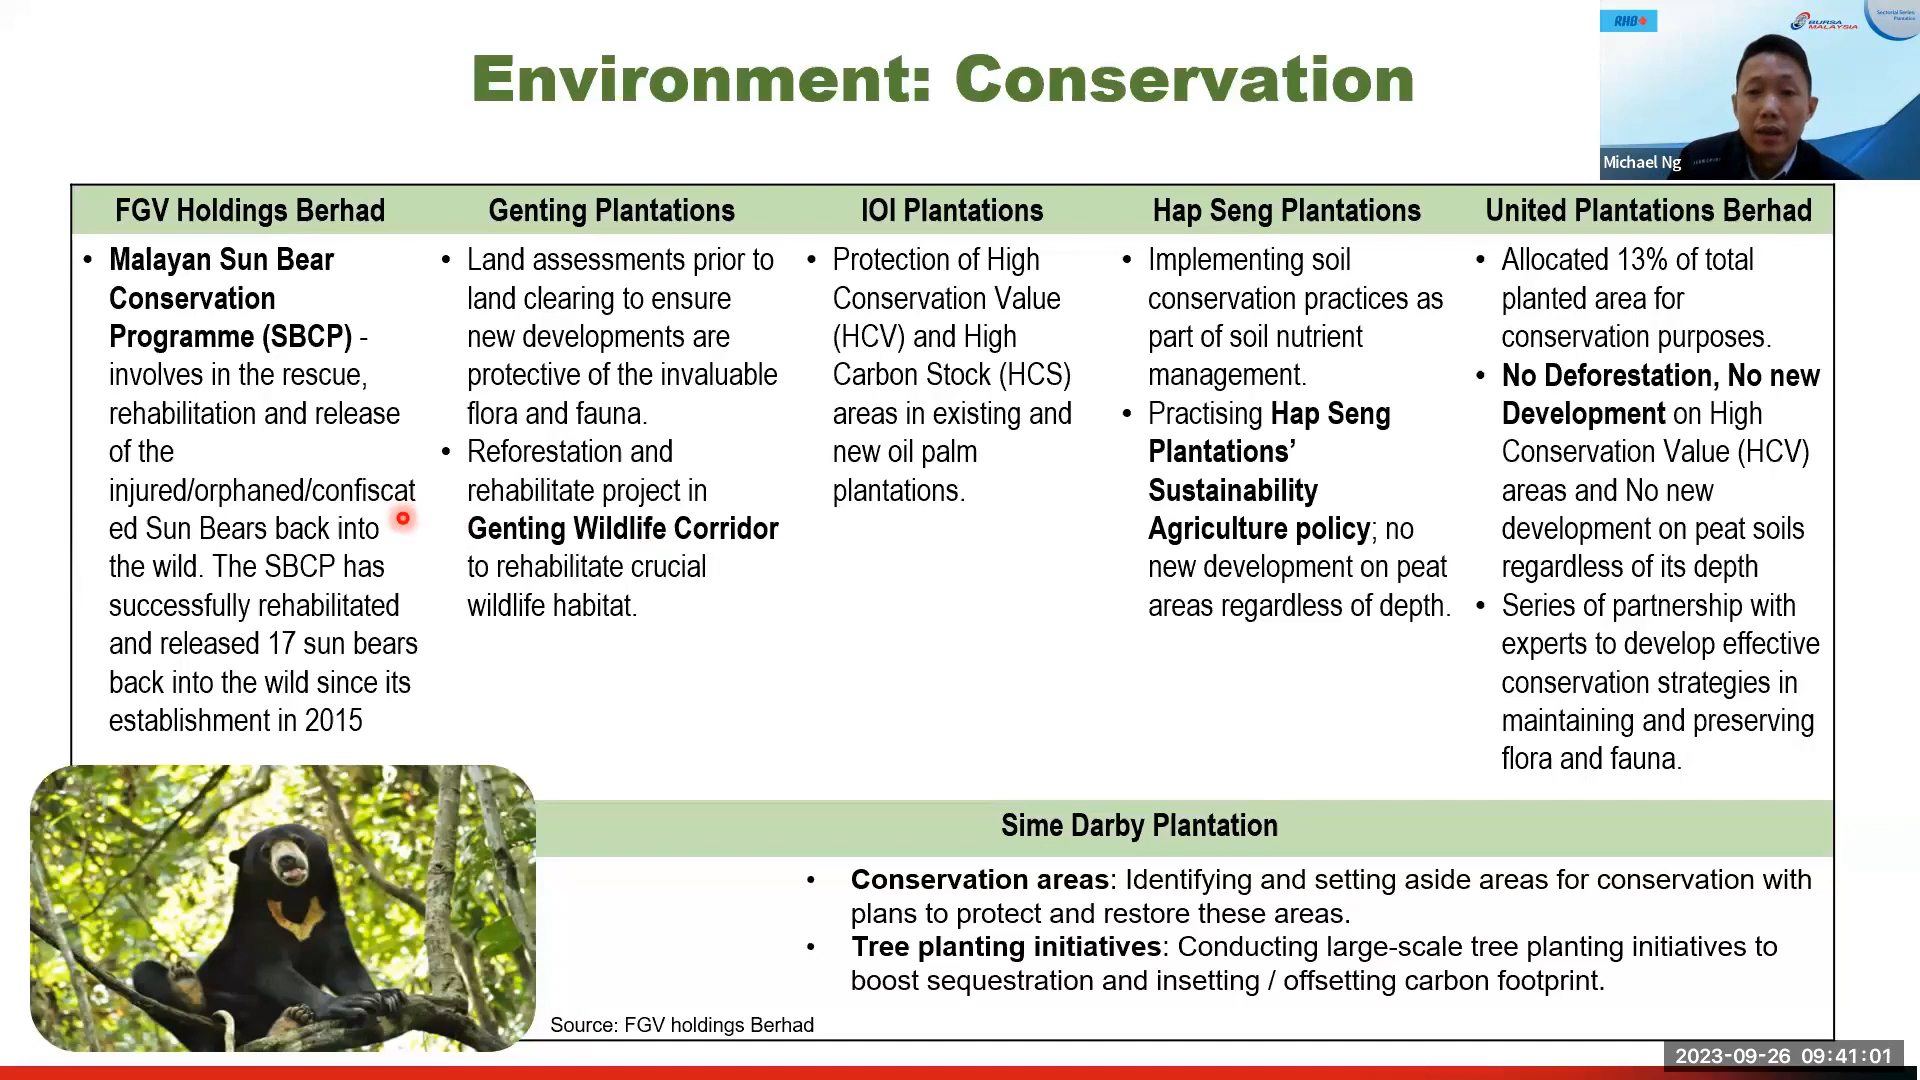 Environment: Conservation
RHB
BURSA
MALAYSIA
Sectorial Series:
Plantation
Michael Ng
FGV Holdings Berhad
• Malayan Sun Bear
Conservation
Programme (SBCP) -
involves in the rescue,
rehabilitation and release
of the
injured/orphaned/confiscat
ed Sun Bears back into
the wild. The SBCP has
successfully rehabilitated
and released 17 sun bears
back into the wild since its
establishment in 2015
Genting Plantations
• Land assessments prior to
land clearing to ensure
new developments are
protective of the invaluable
flora and fauna.
• Reforestation and
rehabilitate project in
Genting Wildlife Corridor
to rehabilitate crucial
wildlife habitat.
IOI Plantations
• Protection of High
Conservation Value
(HCV) and High
Carbon Stock (HCS)
areas in existing and
new oil palm
plantations.
Hap Seng Plantations
• Implementing soil
conservation practices as
part of soil nutrient
management.
• Practising Hap Seng
Plantations’
Sustainability
Agriculture policy; no
new development on peat
areas regardless of depth.
United Plantations Berhad
• Allocated 13% of total
planted area for
conservation purposes.
• No Deforestation, No new
Development on High
Conservation Value (HCV)
areas and No new
development on peat soils
regardless of its depth
• Series of partnership with
experts to develop effective
conservation strategies in
maintaining and preserving
flora and fauna.
Sime Darby Plantation
• Conservation areas: Identifying and setting aside areas for conservation with
plans to protect and restore these areas.
• Tree planting initiatives: Conducting large-scale tree planting initiatives to
boost sequestration and insetting / offsetting carbon footprint.
Source: FGV holdings Berhad
2023-09-26 09:41:01